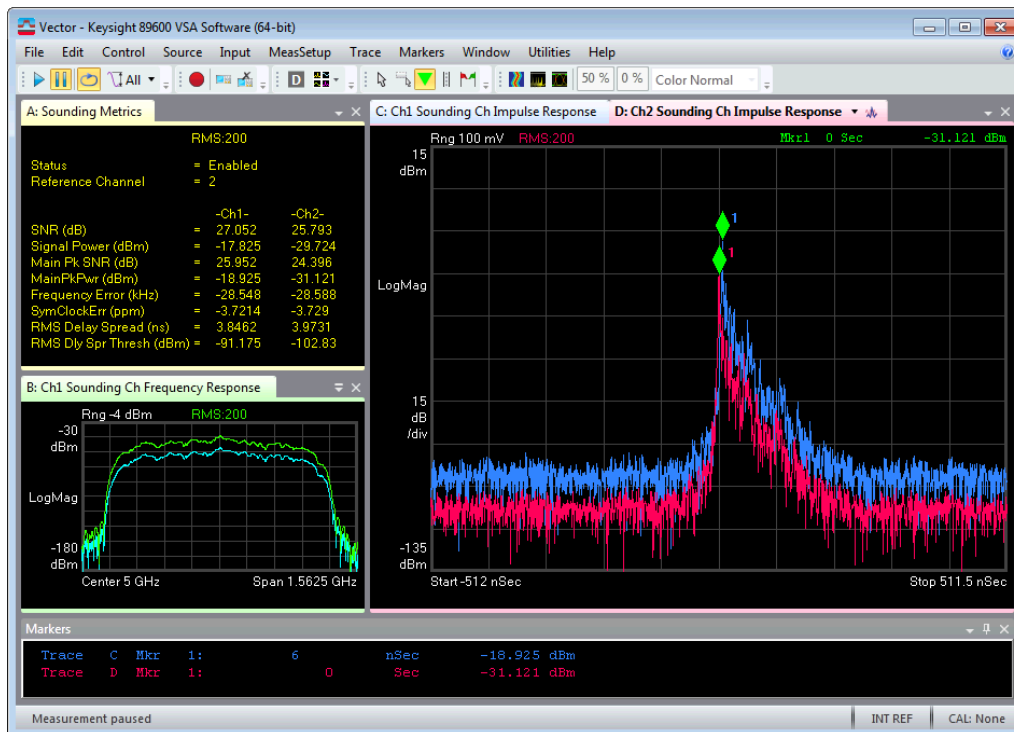 Vector - Keysight 89600 VSA Software (64-bit)
File Edit Control Source Input MeasSetup Trace Markers Window Utilities Help
All 50 % 0 % Color Normal
A: Sounding Metrics
RMS:200
Status = Enabled
Reference Channel = 2
-Ch1- -Ch2-
SNR (dB) = 27.052 25.793
Signal Power (dBm) = -17.825 -29.724
Main Pk SNR (dB) = 25.952 24.396
MainPkPwr (dBm) = -18.925 -31.121
Frequency Error (kHz) = -28.548 -28.588
SymClockErr (ppm) = -3.7214 -3.729
RMS Delay Spread (ns) = 3.8462 3.9731
RMS Dly Spr Thresh (dBm) = -91.175 -102.83
B: Ch1 Sounding Ch Frequency Response
Rng -4 dBm RMS:200
-30
dBm
LogMag
-180
dBm
Center 5 GHz Span 1.5625 GHz
C: Ch1 Sounding Ch Impulse Response D: Ch2 Sounding Ch Impulse Response
Rng 100 mV RMS:200 Mkr1 0 Sec -31.121 dBm
15
dBm
1
1
LogMag
15
dB
/div
-135
dBm
Start -512 nSec Stop 511.5 nSec
Markers
Trace C Mkr 1: 6 nSec -18.925 dBm
Trace D Mkr 1: 0 Sec -31.121 dBm
Measurement paused INT REF CAL: None